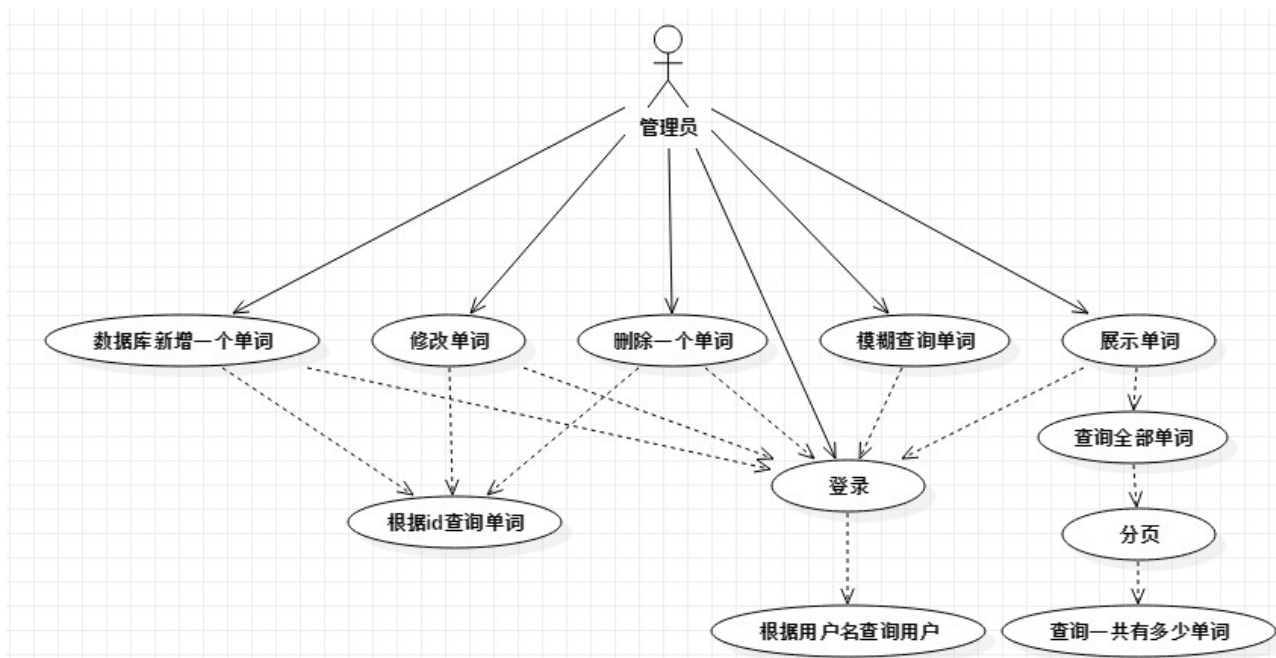 管理员
数据库新增一个单词
修改单词
删除一个单词
模糊查询单词
展示单词
查询全部单词
登录
根据id查询单词
分页
根据用户名查询用户
查询一共有多少单词